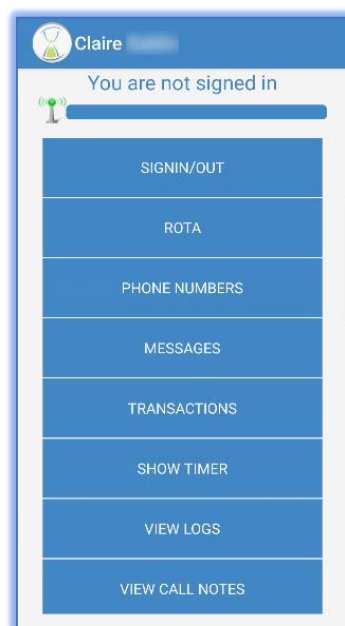 Claire
You are not signed in
SIGNIN/OUT
ROTA
PHONE NUMBERS
MESSAGES
TRANSACTIONS
SHOW TIMER
VIEW LOGS
VIEW CALL NOTES